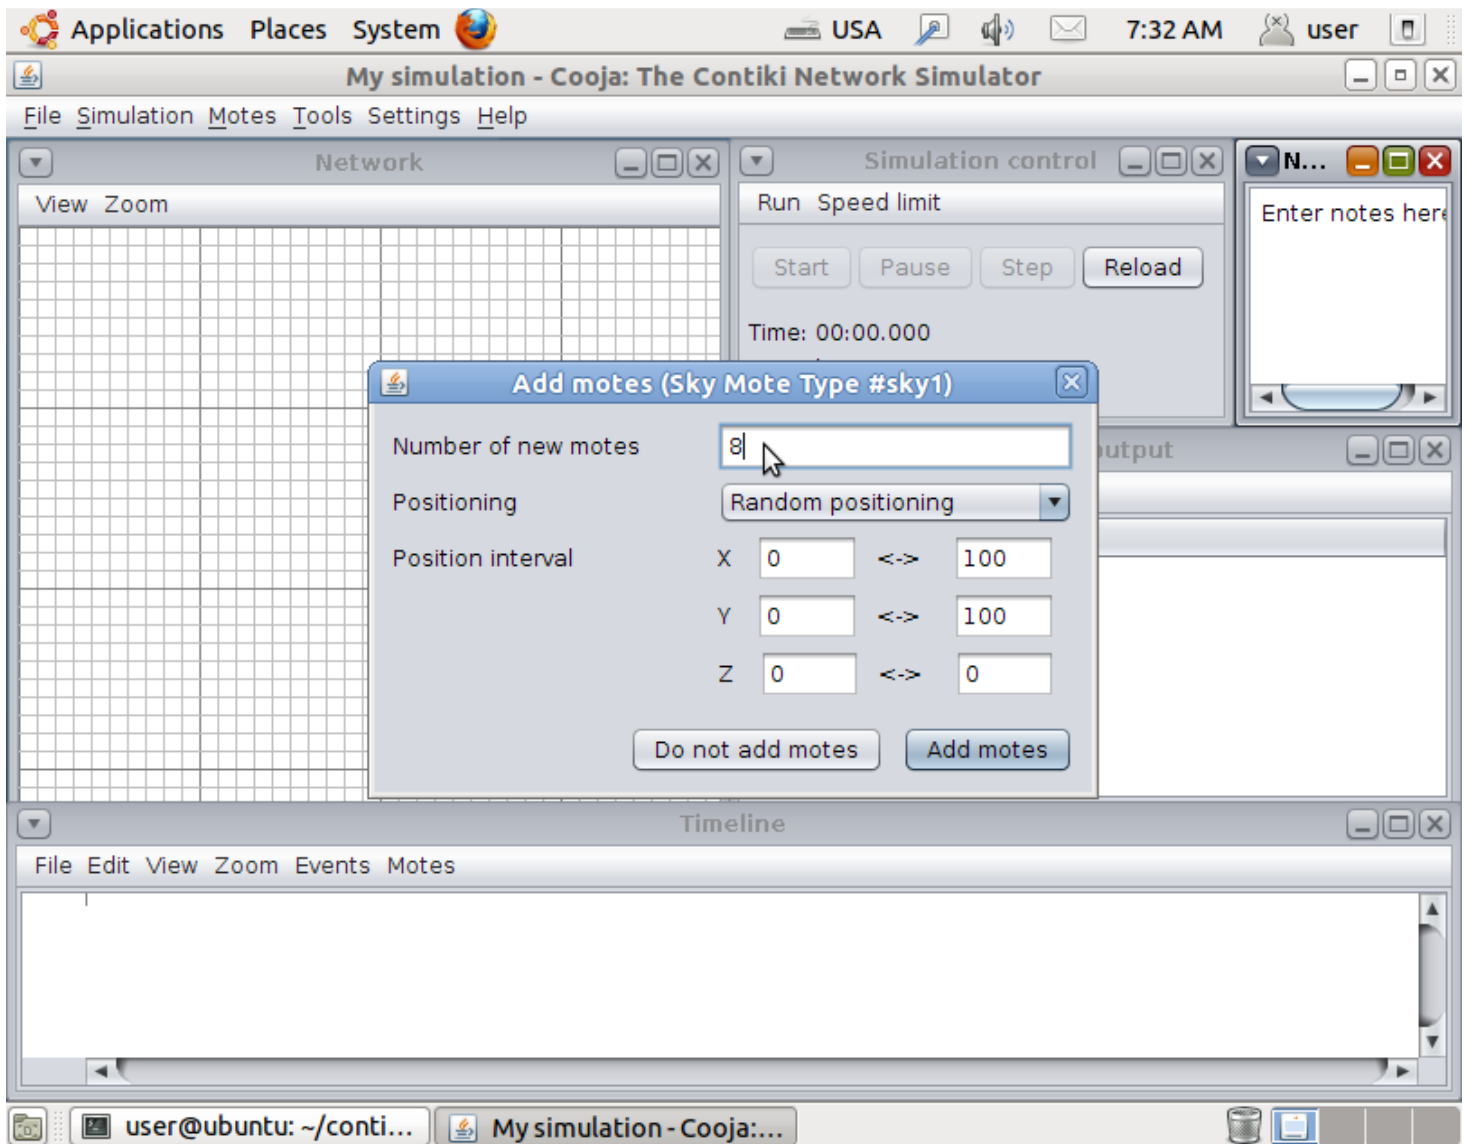 Applications Places System USA 7:32 AM user
My simulation - Cooja: The Contiki Network Simulator
File Simulation Motes Tools Settings Help
Network
View Zoom
Simulation control
Run Speed limit
Start Pause Step Reload
Time: 00:00.000
N...
Enter notes here
Add motes (Sky Mote Type #sky1)
Number of new motes 8
Positioning Random positioning
Position interval X 0 <-> 100
Y 0 <-> 100
Z 0 <-> 0
Do not add motes Add motes
output
Timeline
File Edit View Zoom Events Motes
user@ubuntu: ~/conti... My simulation - Cooja:...